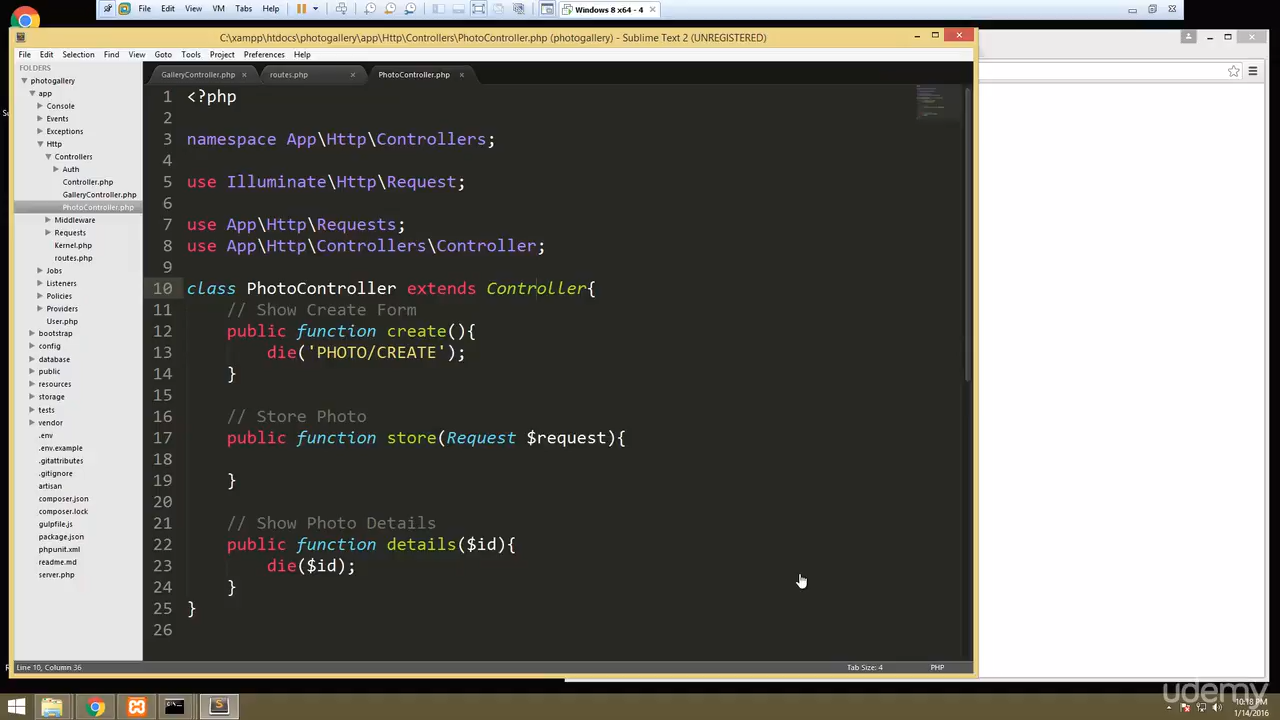 File Edit View VM Tabs Help
Windows 8 x64 - 4
C:\xampp\htdocs\photogallery\app\Http\Controllers\PhotoController.php (photogallery) - Sublime Text 2 (UNREGISTERED)
File Edit Selection Find View Goto Tools Project Preferences Help
FOLDERS
photogallery
app
Console
Events
Exceptions
Http
Controllers
Auth
Controller.php
GalleryController.php
PhotoController.php
Middleware
Requests
Kernel.php
routes.php
Jobs
Listeners
Policies
Providers
User.php
bootstrap
config
database
public
resources
storage
tests
vendor
.env
.env.example
.gitattributes
.gitignore
artisan
composer.json
composer.lock
gulpfile.js
package.json
phpunit.xml
readme.md
server.php
GalleryController.php routes.php PhotoController.php
1 <?php
2
3 namespace App\Http\Controllers;
4
5 use Illuminate\Http\Request;
6
7 use App\Http\Requests;
8 use App\Http\Controllers\Controller;
9
10 class PhotoController extends Controller{
11 // Show Create Form
12 public function create(){
13 die('PHOTO/CREATE');
14 }
15
16 // Store Photo
17 public function store(Request $request){
18
19 }
20
21 // Show Photo Details
22 public function details($id){
23 die($id);
24 }
25 }
26
Line 10, Column 36 Tab Size: 4 PHP
udemy
10:18 PM
1/14/2016